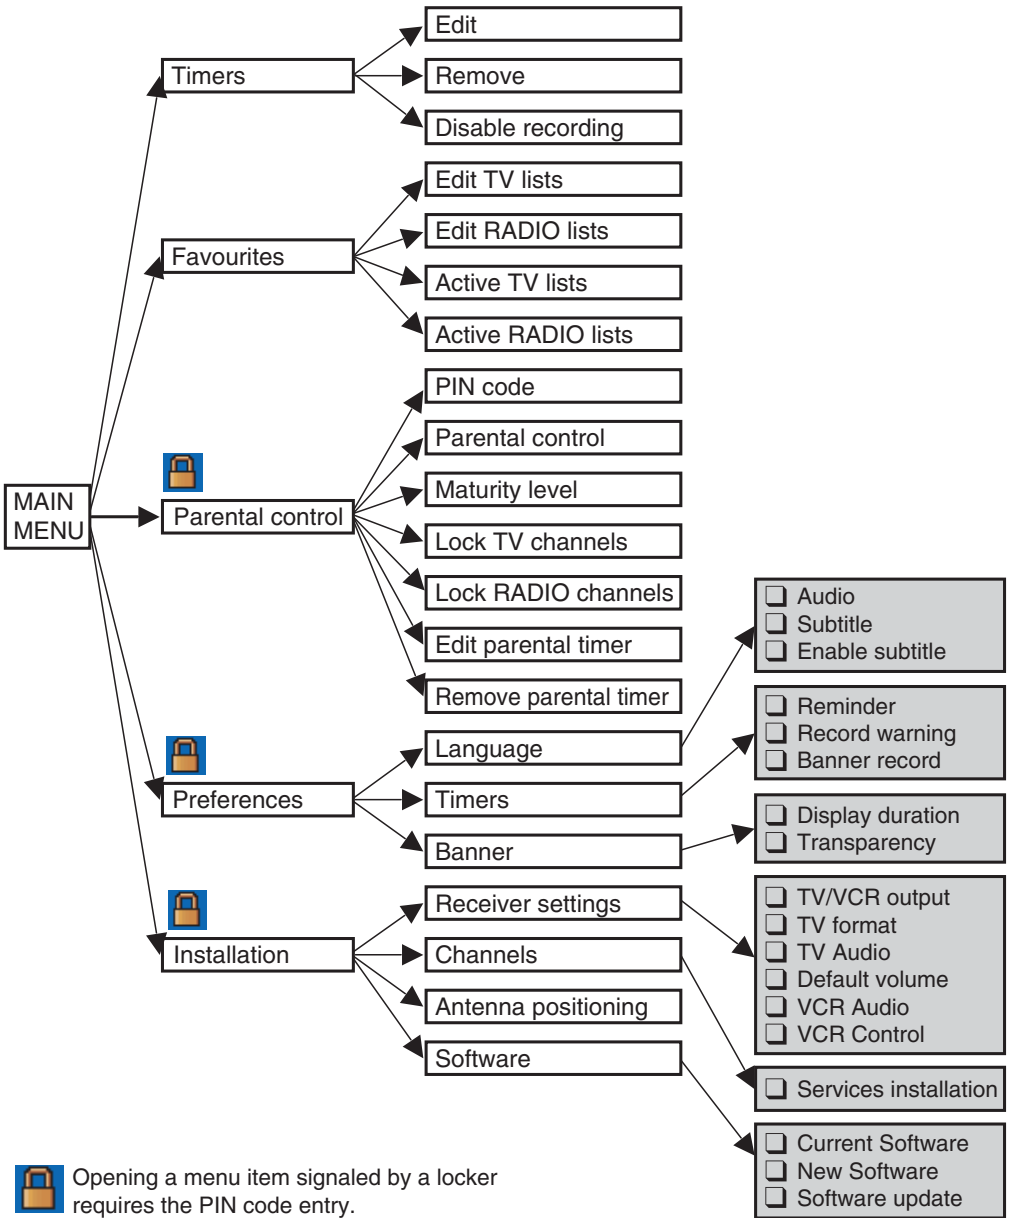 MAIN
MENU
Timers
Edit
Remove
Disable recording
Favourites
Edit TV lists
Edit RADIO lists
Active TV lists
Active RADIO lists
Parental control
PIN code
Parental control
Maturity level
Lock TV channels
Lock RADIO channels
Edit parental timer
Remove parental timer
Preferences
Language
❏ Audio
❏ Subtitle
❏ Enable subtitle
Timers
❏ Reminder
❏ Record warning
❏ Banner record
Banner
❏ Display duration
❏ Transparency
Installation
Receiver settings
❏ TV/VCR output
❏ TV format
❏ TV Audio
❏ Default volume
❏ VCR Audio
❏ VCR Control
Channels
❏ Services installation
Antenna positioning
Software
❏ Current Software
❏ New Software
❏ Software update
Opening a menu item signaled by a locker
requires the PIN code entry.